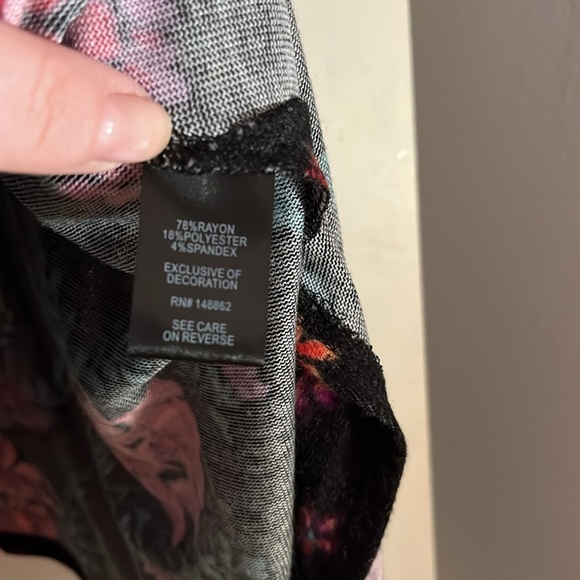 78%RAYON
18%POLYESTER
4%SPANDEX
EXCLUSIVE OF
DECORATION
RN# 148862
SEE CARE
ON REVERSE